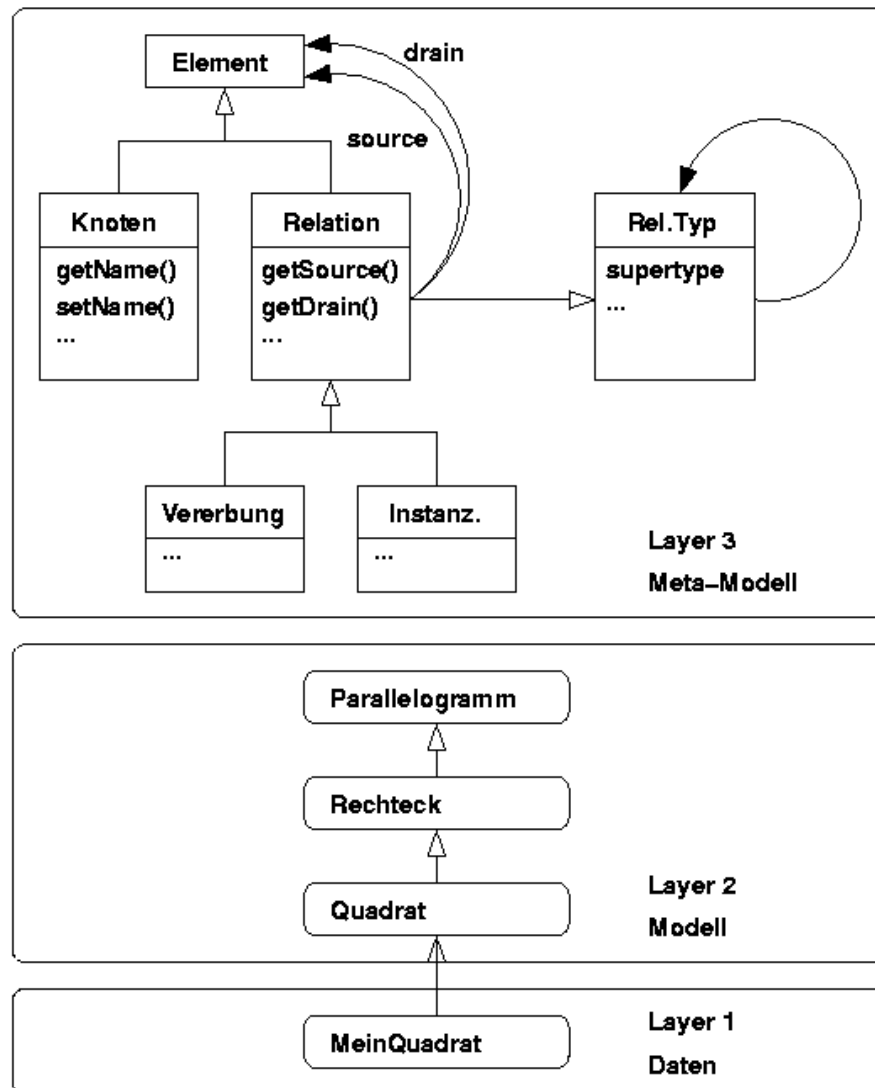 Element
drain
source
Knoten
getName()
setName()
...
Relation
getSource()
getDrain()
...
Rel.Typ
supertype
...
Vererbung
...
Instanz.
...
Layer 3
Meta-Modell
Parallelogramm
Rechteck
Quadrat
Layer 2
Modell
MeinQuadrat
Layer 1
Daten